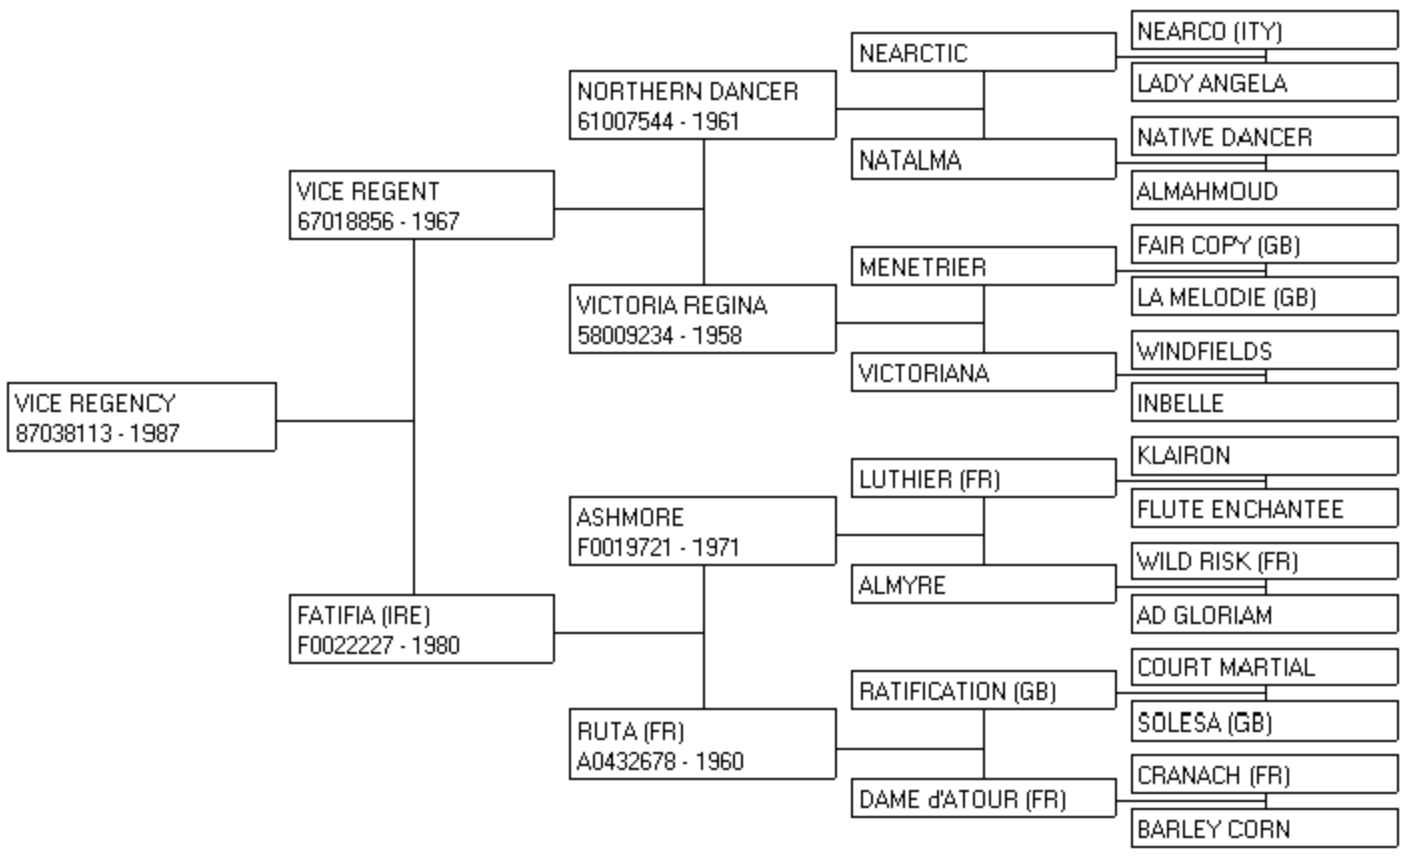 NEARCO (ITY)
NEARCTIC
LADY ANGELA
NORTHERN DANCER
61007544 - 1961
NATIVE DANCER
NATALMA
ALMAHMOUD
VICE REGENT
67018856 - 1967
FAIR COPY (GB)
MENETRIER
LA MELODIE (GB)
VICTORIA REGINA
58009234 - 1958
WINDFIELDS
VICTORIANA
INBELLE
VICE REGENCY
87038113 - 1987
KLAIRON
LUTHIER (FR)
FLUTE ENCHANTEE
ASHMORE
F0019721 - 1971
WILD RISK (FR)
ALMYRE
AD GLORIAM
FATIFIA (IRE)
F0022227 - 1980
COURT MARTIAL
RATIFICATION (GB)
SOLESA (GB)
RUTA (FR)
A0432678 - 1960
CRANACH (FR)
DAME d'ATOUR (FR)
BARLEY CORN